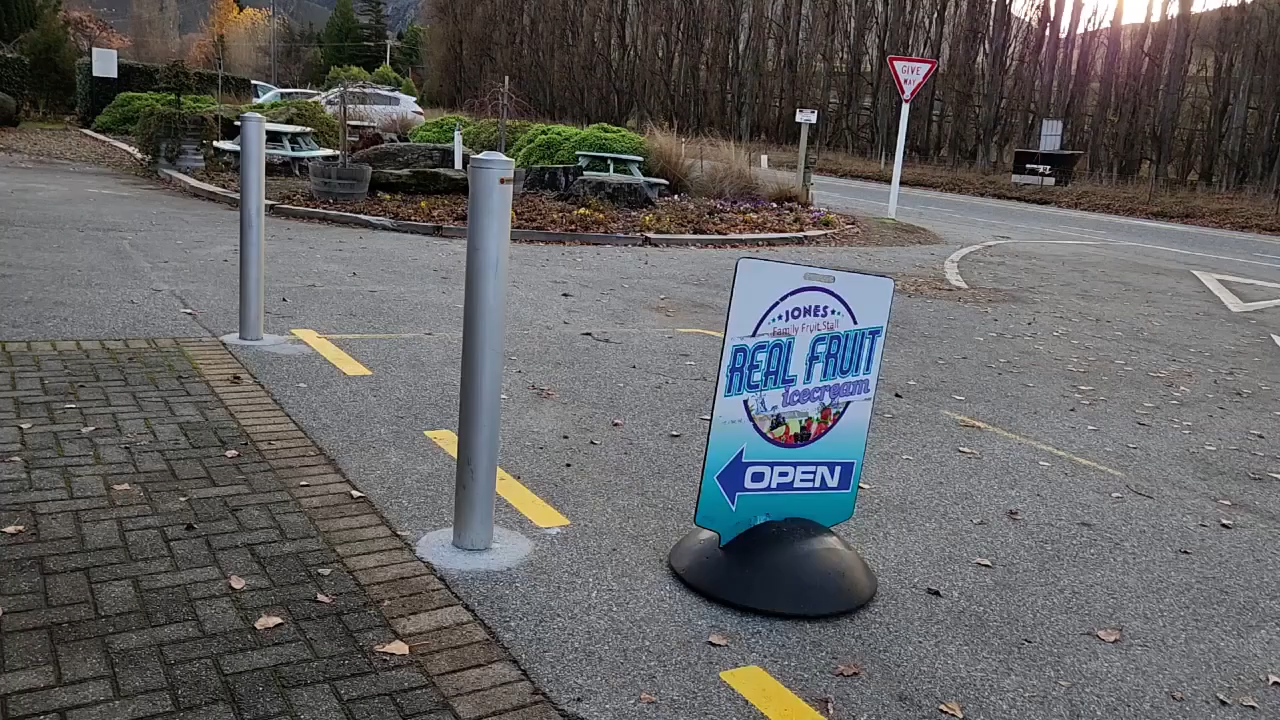 GIVE
WAY
JONES
Family Fruit Stall
REAL FRUIT
icecream
OPEN